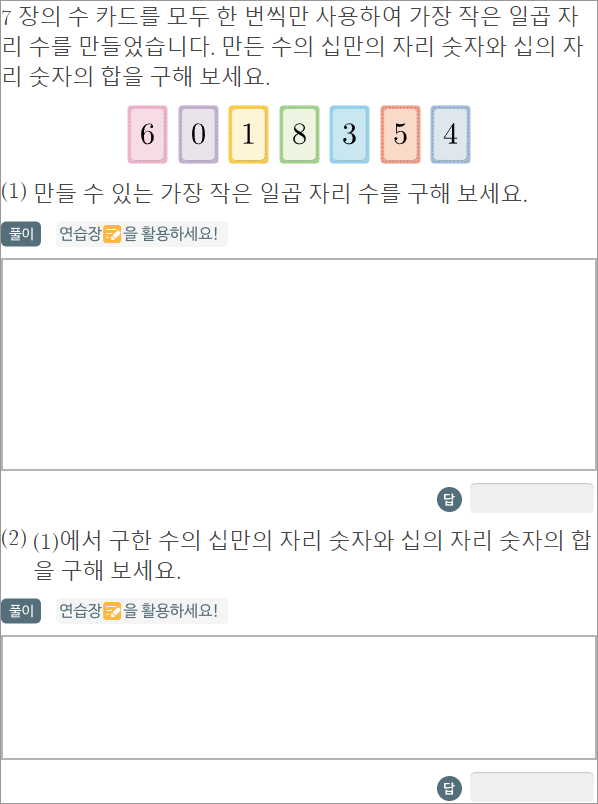 7 장의 수 카드를 모두 한 번씩만 사용하여 가장 작은 일곱 자
리 수를 만들었습니다. 만든 수의 십만의 자리 숫자와 십의 자
리 숫자의 합을 구해 보세요.
6 0 1 8 3 5 4
(1) 만들 수 있는 가장 작은 일곱 자리 수를 구해 보세요.
풀이 연습장을 활용하세요!
답
(2) (1)에서 구한 수의 십만의 자리 숫자와 십의 자리 숫자의 합
을 구해 보세요.
풀이 연습장을 활용하세요!
답